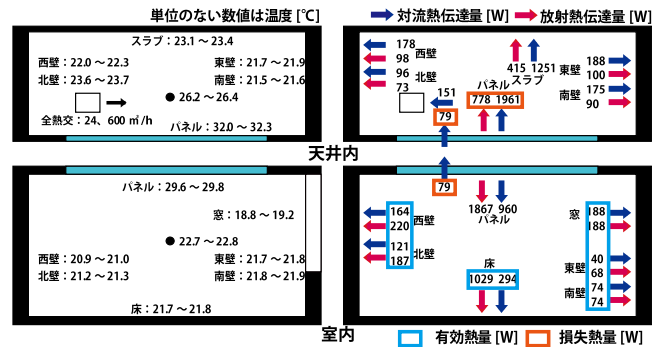 単位のない数値は温度 [℃]
対流熱伝達量 [W] 放射熱伝達量 [W]
スラブ:23.1 ～ 23.4
西壁:22.0 ～ 22.3
東壁:21.7 ～ 21.9
北壁:23.6 ～ 23.7
南壁:21.5 ～ 21.6
26.2 ～ 26.4
全熱交:24、600 ㎥/h
パネル:32.0 ～ 32.3
178
西壁
98
96
北壁
73
415 1251
スラブ
188
東壁
100
175
南壁
90
151
パネル
778 1961
79
天井内
パネル:29.6 ～ 29.8
窓:18.8 ～ 19.2
22.7 ～ 22.8
西壁:20.9 ～ 21.0
東壁:21.7 ～ 21.8
北壁:21.2 ～ 21.3
南壁:21.8 ～ 21.9
床:21.7 ～ 21.8
79
1867 960
パネル
164
西壁
220
121
北壁
187
窓
188
188
40
東壁
68
74
南壁
74
床
1029 294
室内
有効熱量 [W] 損失熱量 [W]